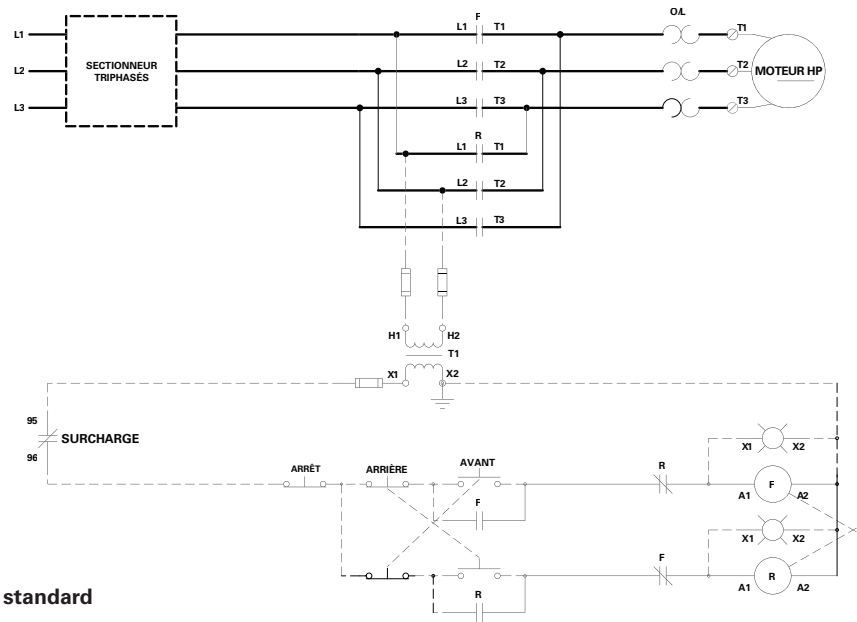 F
O/L
L1
L1
T1
T1
SECTIONNEUR
TRIPHASÉS
L2
L2
T2
T2
MOTEUR HP
L3
L3
T3
T3
R
L1
T1
L2
T2
L3
T3
H1
H2
T1
X1
X2
95
SURCHARGE
96
X1
X2
ARRÊT
ARRIÈRE
AVANT
R
F
A1
A2
F
X1
X2
F
R
A1
A2
R
standard